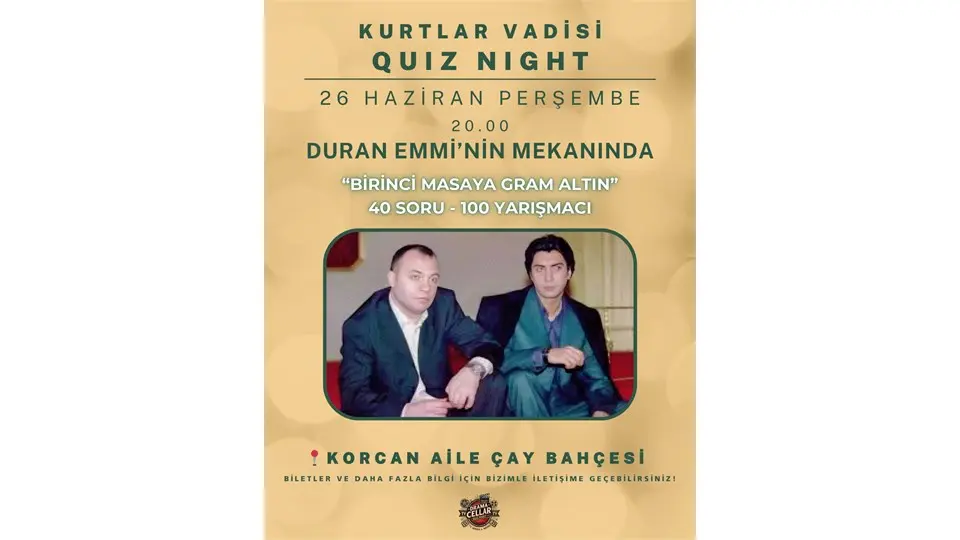 KURTLAR VADİSİ
QUIZ NIGHT
26 HAZİRAN PERŞEMBE
20.00
DURAN EMMİ'NİN MEKANINDA
“BİRİNCİ MASAYA GRAM ALTIN”
40 SORU - 100 YARIŞMACI
KORCAN AİLE ÇAY BAHÇESİ
BİLETLER VE DAHA FAZLA BİLGİ İÇİN BİZİMLE İLETİŞİME GEÇEBİLİRSİNİZ!
DRAMA
CELLAR